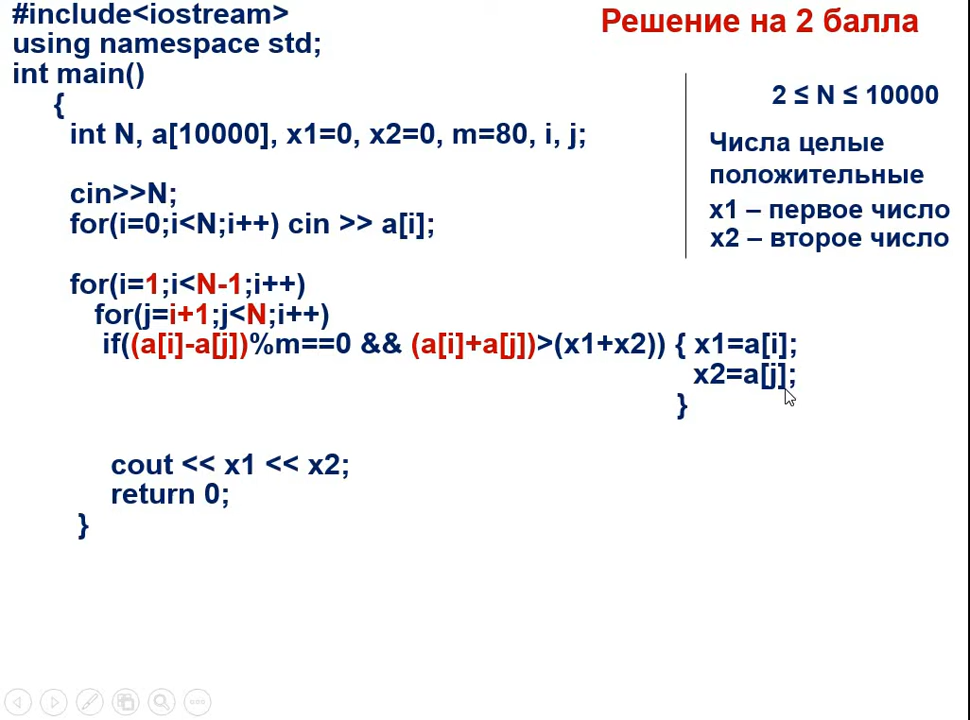 #include<iostream>
using namespace std;
int main()
{
int N, a[10000], x1=0, x2=0, m=80, i, j;
cin>>N;
for(i=0;i<N;i++) cin >> a[i];
for(i=1;i<N-1;i++)
for(j=i+1;j<N;i++)
if((a[i]-a[j])%m==0 && (a[i]+a[j])>(x1+x2)) { x1=a[i];
x2=a[j];
}
cout << x1 << x2;
return 0;
}
Решение на 2 балла
2 ≤ N ≤ 10000
Числа целые
положительные
x1 – первое число
x2 – второе число